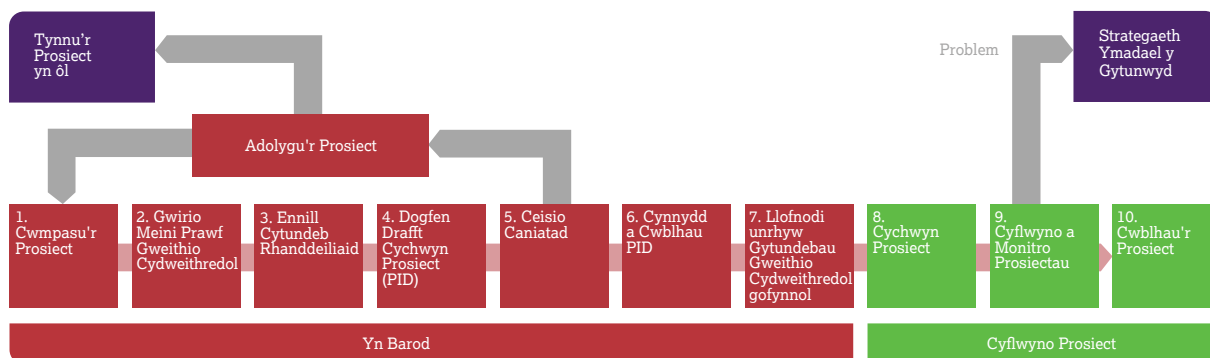 Tynnu'r
Prosiect
yn ôl
Problem
Strategaeth
Ymadael y
Gytunwyd
Adolygu'r Prosiect
1.
Cwmpasu'r
Prosiect
2. Gwirio
Meini Prawf
Gweithio
Cydweithredol
3. Ennill
Cytundeb
Rhanddeiliaid
4. Dogfen
Drafft
Cychwyn
Prosiect
(PID)
5. Ceisio
Caniatad
6. Cynnydd
a Cwblhau
PID
7. Llofnodi
unrhyw
Gytundebau
Gweithio
Cydweithredol
gofynnol
8.
Cychwyn
Prosiect
9.
Cyflwyno a
Monitro
Prosiectau
10.
Cwblhau'r
Prosiect
Yn Barod
Cyflwyno Prosiect